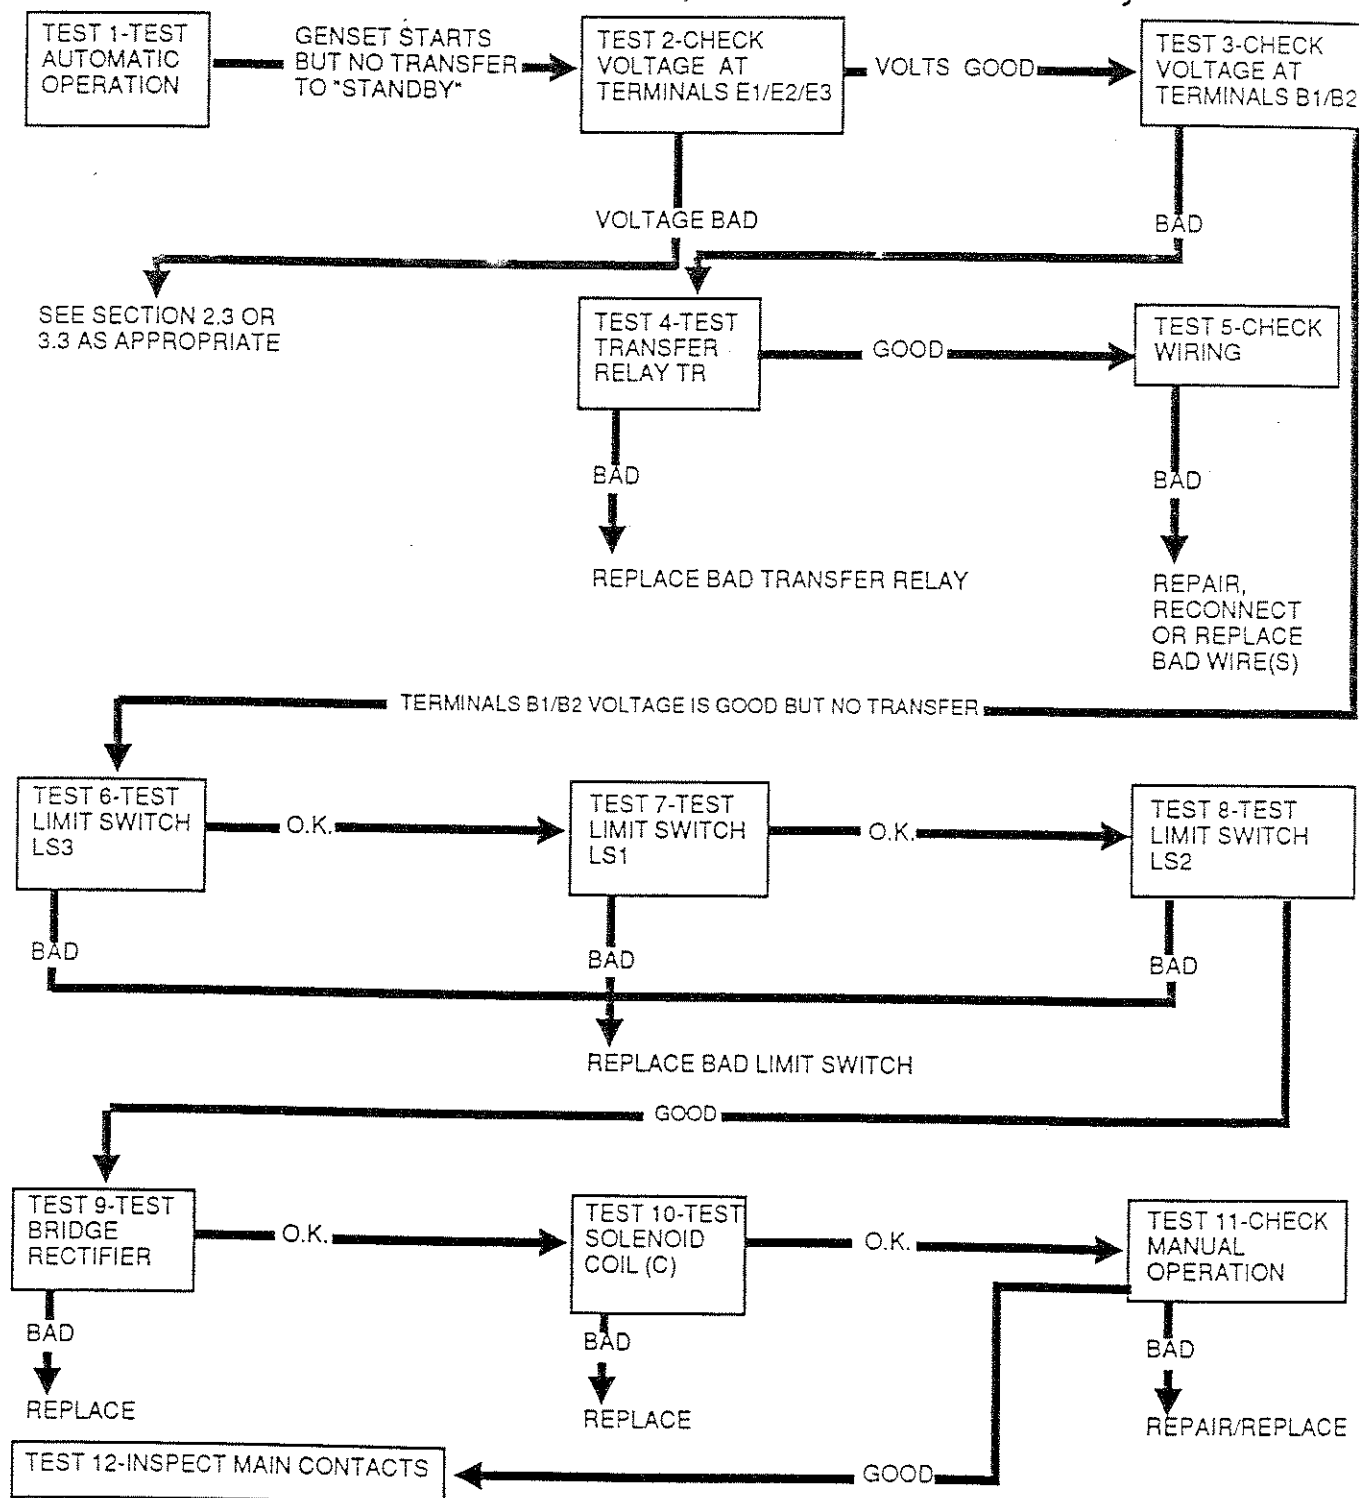 TEST 1-TEST
AUTOMATIC
OPERATION
GENSET STARTS
BUT NO TRANSFER
TO "STANDBY"
TEST 2-CHECK
VOLTAGE AT
TERMINALS E1/E2/E3
VOLTS GOOD
TEST 3-CHECK
VOLTAGE AT
TERMINALS B1/B2
VOLTAGE BAD
BAD
SEE SECTION 2.3 OR
3.3 AS APPROPRIATE
TEST 4-TEST
TRANSFER
RELAY TR
GOOD
TEST 5-CHECK
WIRING
BAD
BAD
REPLACE BAD TRANSFER RELAY
REPAIR,
RECONNECT
OR REPLACE
BAD WIRE(S)
TERMINALS B1/B2 VOLTAGE IS GOOD BUT NO TRANSFER
TEST 6-TEST
LIMIT SWITCH
LS3
O.K.
TEST 7-TEST
LIMIT SWITCH
LS1
O.K.
TEST 8-TEST
LIMIT SWITCH
LS2
BAD
BAD
BAD
REPLACE BAD LIMIT SWITCH
GOOD
TEST 9-TEST
BRIDGE
RECTIFIER
O.K.
TEST 10-TEST
SOLENOID
COIL (C)
O.K.
TEST 11-CHECK
MANUAL
OPERATION
BAD
BAD
BAD
REPLACE
REPLACE
REPAIR/REPLACE
TEST 12-INSPECT MAIN CONTACTS
GOOD